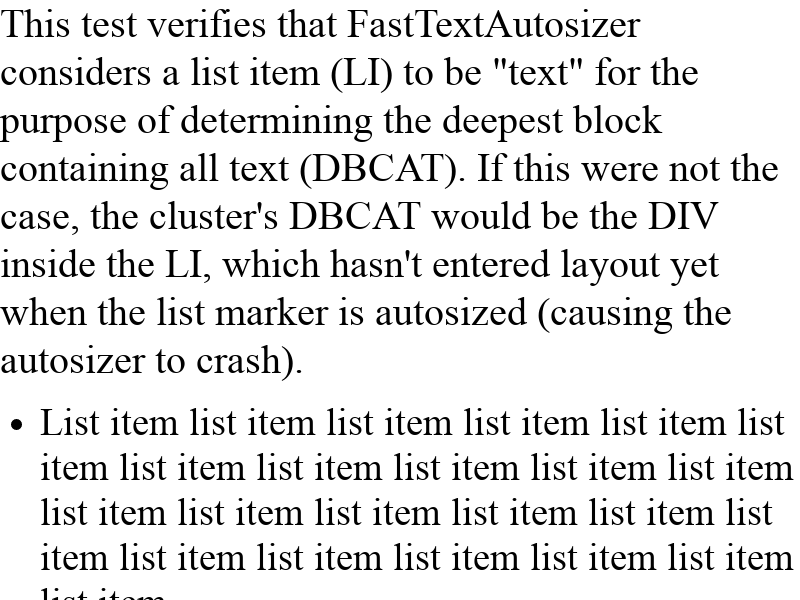 This test verifies that FastTextAutosizer
considers a list item (LI) to be "text" for the
purpose of determining the deepest block
containing all text (DBCAT). If this were not the
case, the cluster's DBCAT would be the DIV
inside the LI, which hasn't entered layout yet
when the list marker is autosized (causing the
autosizer to crash).
• List item list item list item list item list item list
item list item list item list item list item list item
list item list item list item list item list item list
item list item list item list item list item list item
list item